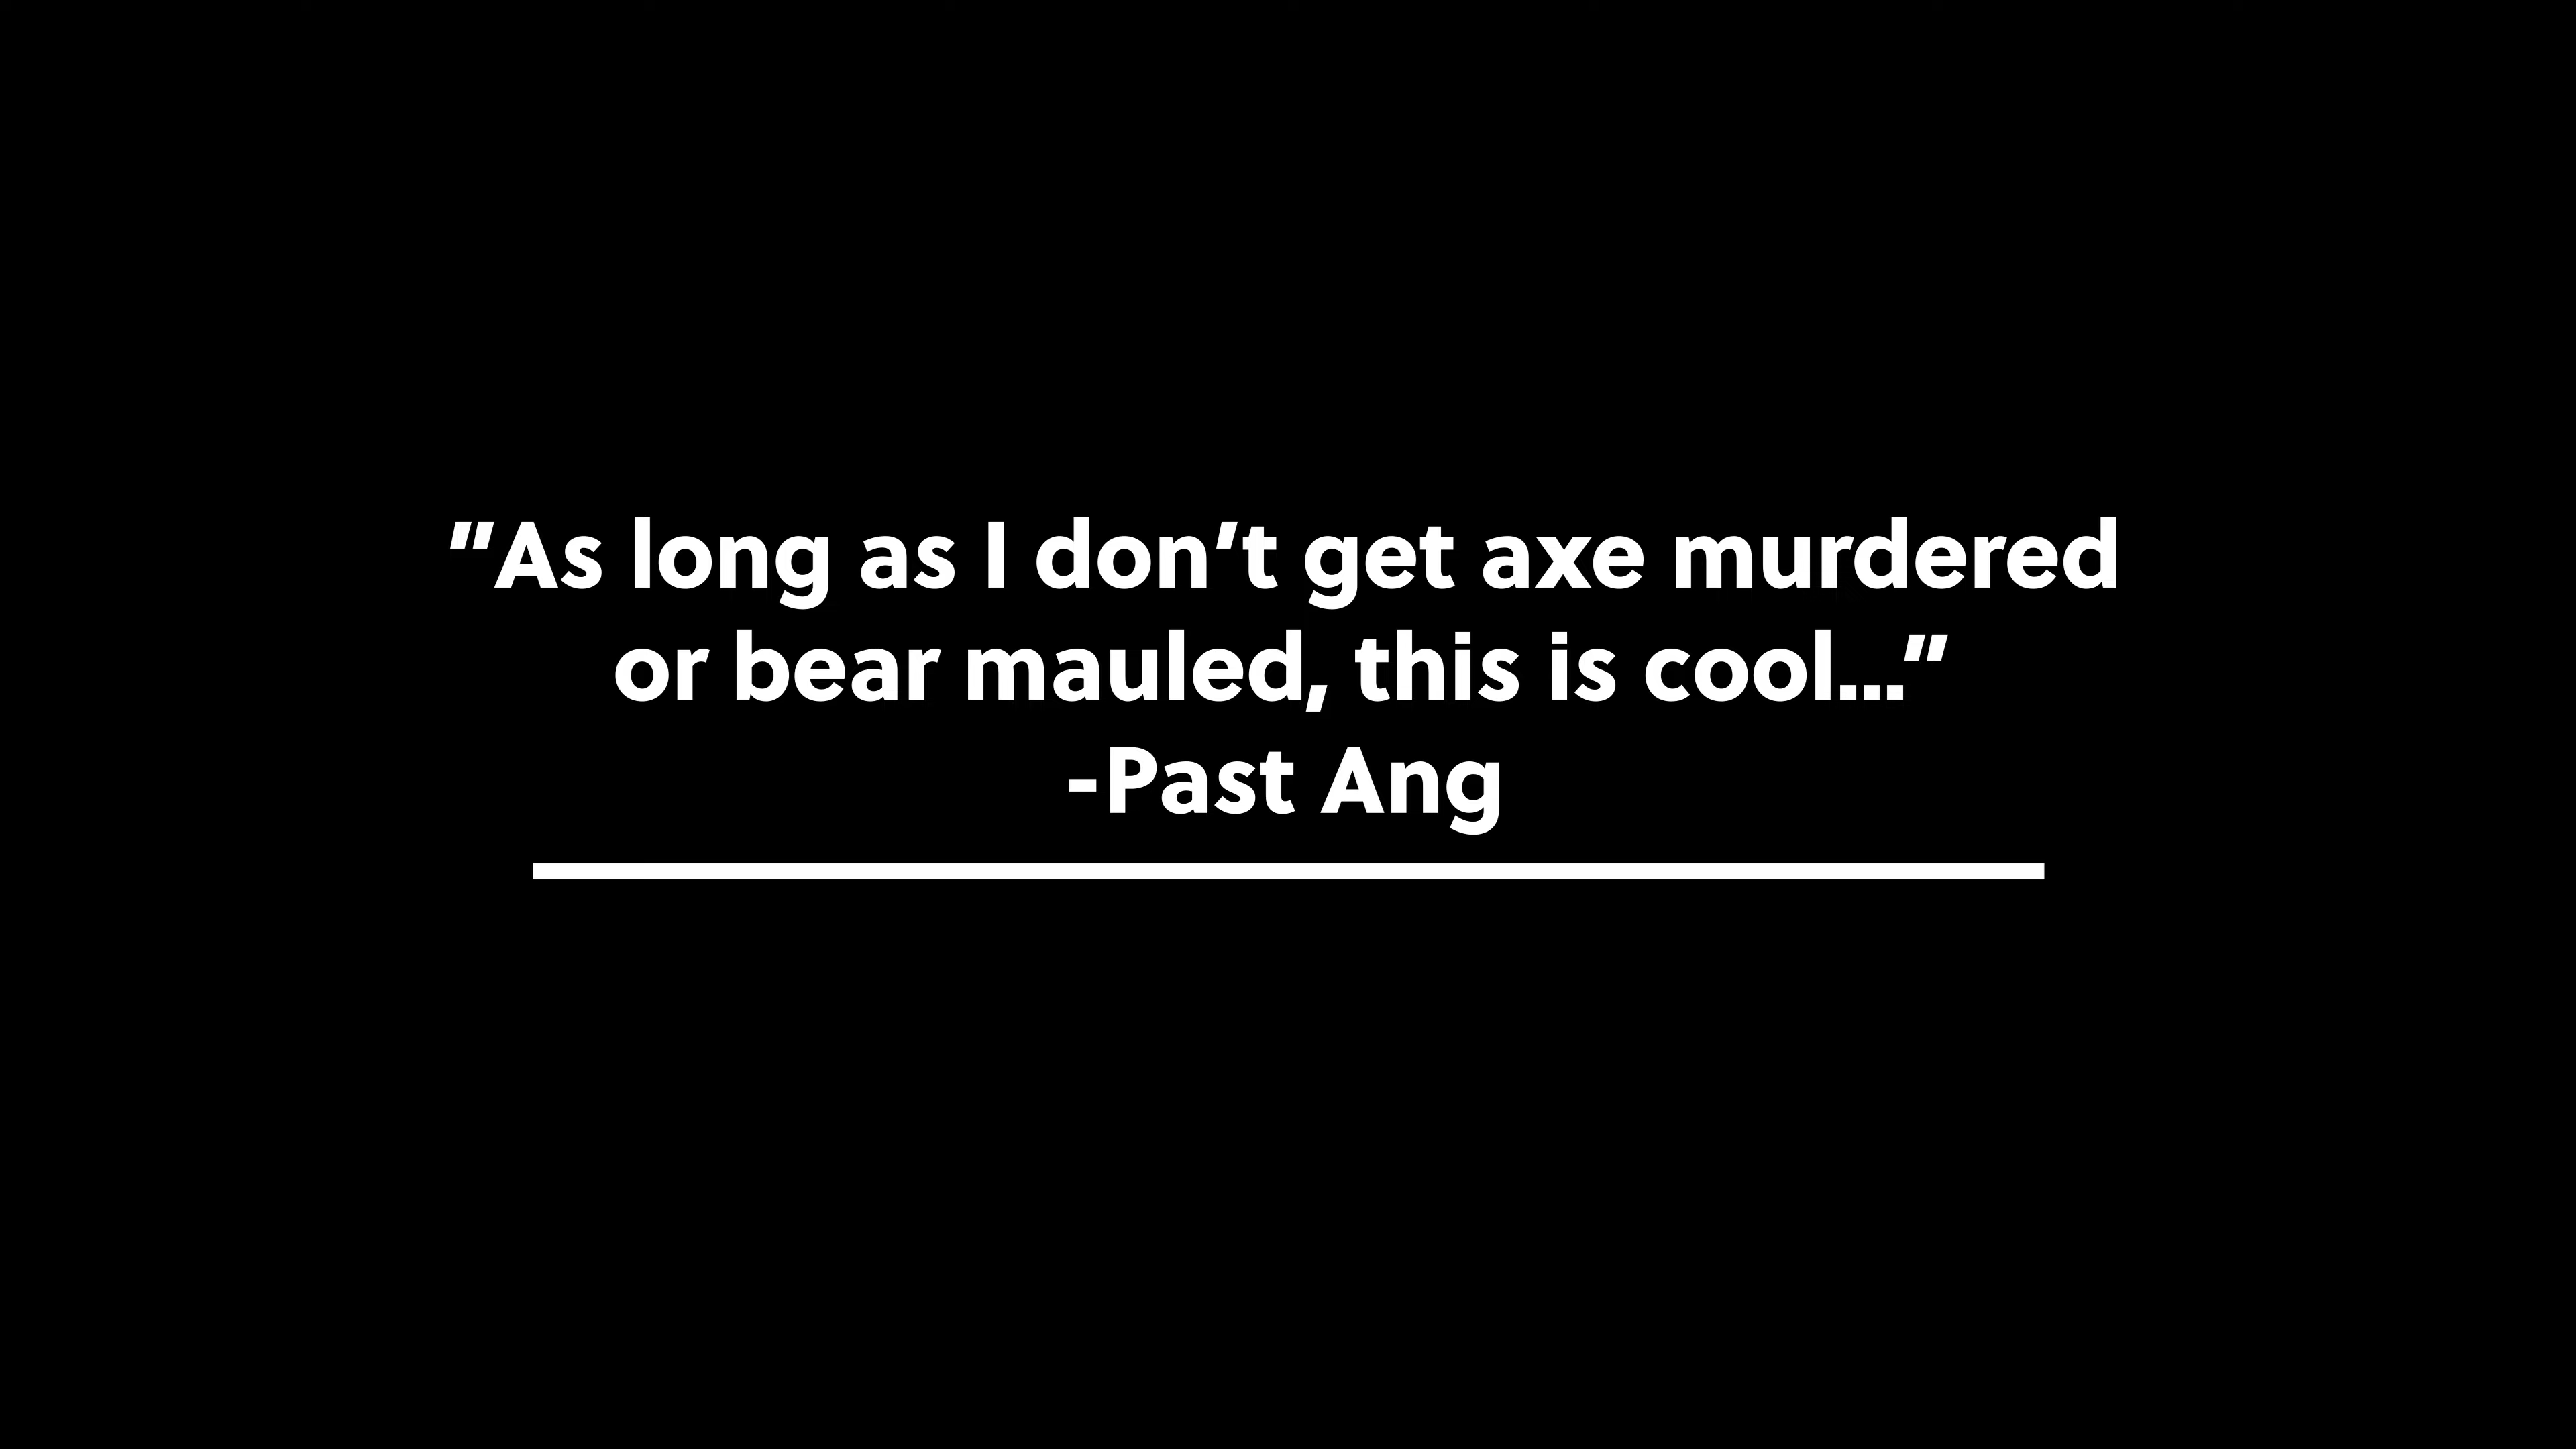 "As long as I don't get axe murdered
or bear mauled, this is cool..."
-Past Ang